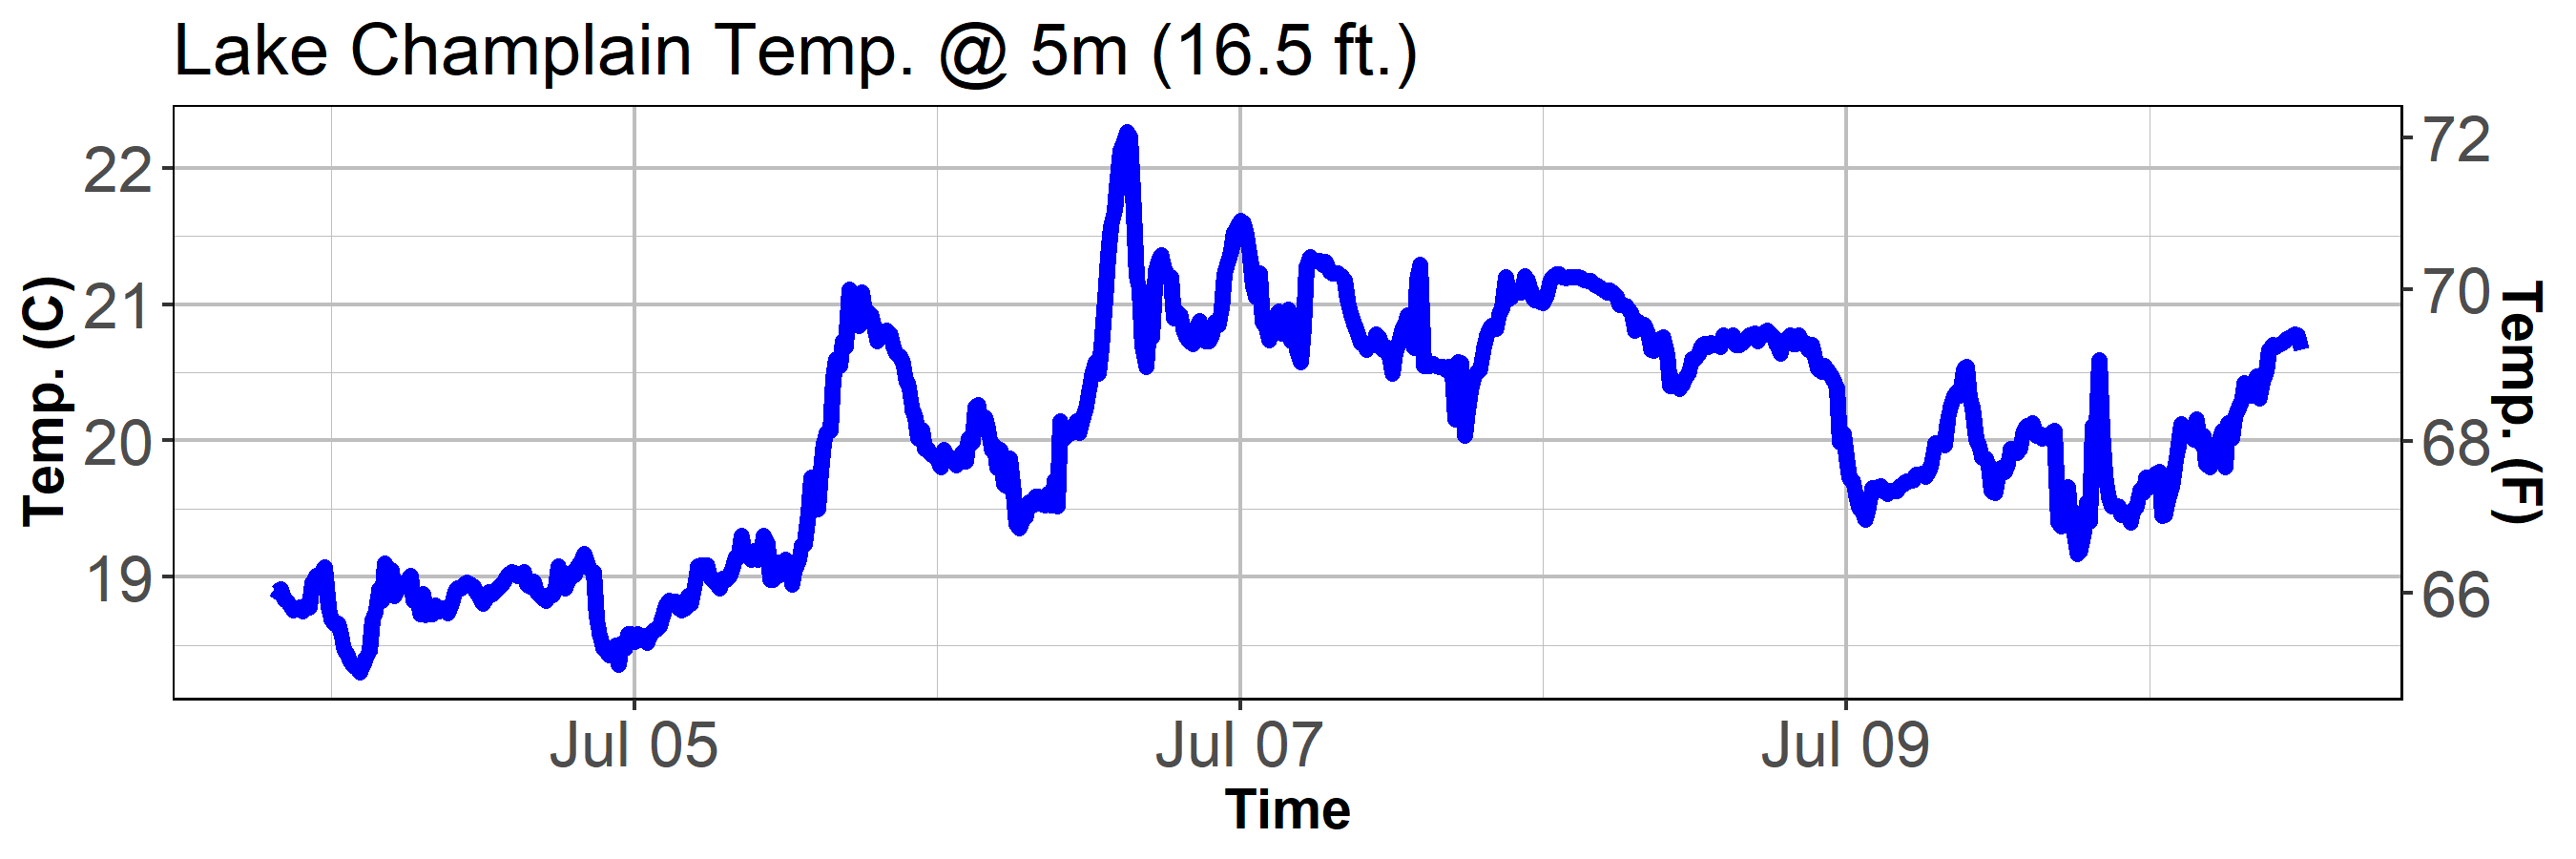 Lake Champlain Temp. @ 5m (16.5 ft.)
Temp. (C)
22
21
20
19
72
70
68
66
Temp. (F)
Jul 05 Jul 07 Jul 09
Time